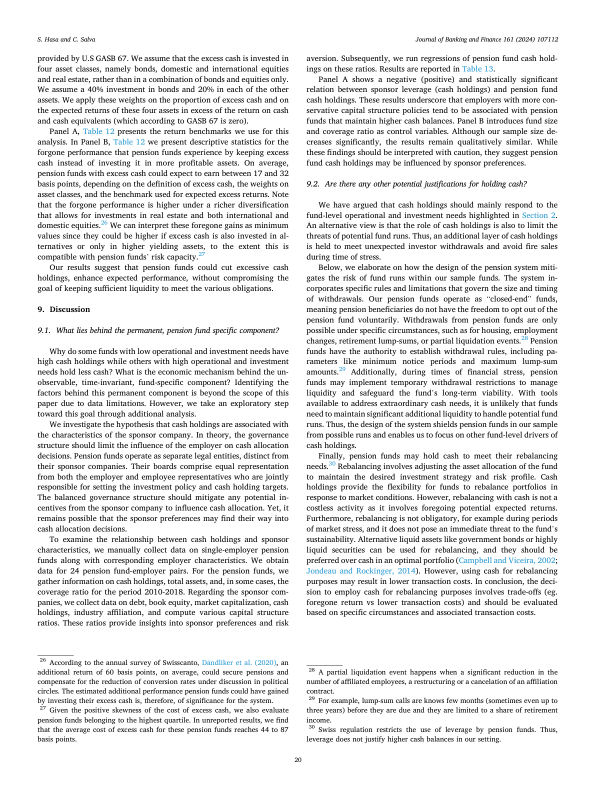 S. Hasa and C. Salva
Journal of Banking and Finance 161 (2024) 107112
provided by U.S GASB 67. We assume that the excess cash is invested in
four asset classes, namely bonds, domestic and international equities
and real estate, rather than in a combination of bonds and equities only.
We assume a 40% investment in bonds and 20% in each of the other
assets. We apply these weights on the proportion of excess cash and on
the expected returns of these four assets in excess of the return on cash
and cash equivalents (which according to GASB 67 is zero).
Panel A, Table 12 presents the return benchmarks we use for this
analysis. In Panel B, Table 12 we present descriptive statistics for the
forgone performance that pension funds experience by keeping excess
cash instead of investing it in more profitable assets. On average,
pension funds with excess cash could expect to earn between 17 and 32
basis points, depending on the definition of excess cash, the weights on
asset classes, and the benchmark used for expected excess returns. Note
that the forgone performance is higher under a richer diversification
that allows for investments in real estate and both international and
domestic equities.26 We can interpret these foregone gains as minimum
values since they could be higher if excess cash is also invested in al-
ternatives or only in higher yielding assets, to the extent this is
compatible with pension funds` risk capacity.27
Our results suggest that pension funds could cut excessive cash
holdings, enhance expected performance, without compromising the
goal of keeping sufficient liquidity to meet the various obligations.
9. Discussion
9.1. What lies behind the permanent, pension fund specific component?
Why do some funds with low operational and investment needs have
high cash holdings while others with high operational and investment
needs hold less cash? What is the economic mechanism behind the un-
observable, time-invariant, fund-specific component? Identifying the
factors behind this permanent component is beyond the scope of this
paper due to data limitations. However, we take an exploratory step
toward this goal through additional analysis.
We investigate the hypothesis that cash holdings are associated with
the characteristics of the sponsor company. In theory, the governance
structure should limit the influence of the employer on cash allocation
decisions. Pension funds operate as separate legal entities, distinct from
their sponsor companies. Their boards comprise equal representation
from both the employer and employee representatives who are jointly
responsible for setting the investment policy and cash holding targets.
The balanced governance structure should mitigate any potential in-
centives from the sponsor company to influence cash allocation. Yet, it
remains possible that the sponsor preferences may find their way into
cash allocation decisions.
To examine the relationship between cash holdings and sponsor
characteristics, we manually collect data on single-employer pension
funds along with corresponding employer characteristics. We obtain
data for 24 pension fund-employer pairs. For the pension funds, we
gather information on cash holdings, total assets, and, in some cases, the
coverage ratio for the period 2010-2018. Regarding the sponsor com-
panies, we collect data on debt, book equity, market capitalization, cash
holdings, industry affiliation, and compute various capital structure
ratios. These ratios provide insights into sponsor preferences and risk
26 According to the annual survey of Swisscanto, Dandliker et al. (2020), an
additional return of 60 basis points, on average, could secure pensions and
compensate for the reduction of conversion rates under discussion in political
circles. The estimated additional performance pension funds could have gained
by investing their excess cash is, therefore, of significance for the system.
27 Given the positive skewness of the cost of excess cash, we also evaluate
pension funds belonging to the highest quartile. In unreported results, we find
that the average cost of excess cash for these pension funds reaches 44 to 87
basis points.
aversion. Subsequently, we run regressions of pension fund cash hold-
ings on these ratios. Results are reported in Table 13.
Panel A shows a negative (positive) and statistically significant
relation between sponsor leverage (cash holdings) and pension fund
cash holdings. These results underscore that employers with more con-
servative capital structure policies tend to be associated with pension
funds that maintain higher cash balances. Panel B introduces fund size
and coverage ratio as control variables. Although our sample size de-
creases significantly, the results remain qualitatively similar. While
these findings should be interpreted with caution, they suggest pension
fund cash holdings may be influenced by sponsor preferences.
9.2. Are there any other potential justifications for holding cash?
We have argued that cash holdings should mainly respond to the
fund-level operational and investment needs highlighted in Section 2.
An alternative view is that the role of cash holdings is also to limit the
threats of potential fund runs. Thus, an additional layer of cash holdings
is held to meet unexpected investor withdrawals and avoid fire sales
during time of stress.
Below, we elaborate on how the design of the pension system miti-
gates the risk of fund runs within our sample funds. The system in-
corporates specific rules and limitations that govern the size and timing
of withdrawals. Our pension funds operate as “closed-end” funds,
meaning pension beneficiaries do not have the freedom to opt out of the
pension fund voluntarily. Withdrawals from pension funds are only
possible under specific circumstances, such as for housing, employment
changes, retirement lump-sums, or partial liquidation events.28 Pension
funds have the authority to establish withdrawal rules, including pa-
rameters like minimum notice periods and maximum lump-sum
amounts.29 Additionally, during times of financial stress, pension
funds may implement temporary withdrawal restrictions to manage
liquidity and safeguard the fund's long-term viability. With tools
available to address extraordinary cash needs, it is unlikely that funds
need to maintain significant additional liquidity to handle potential fund
runs. Thus, the design of the system shields pension funds in our sample
from possible runs and enables us to focus on other fund-level drivers of
cash holdings.
Finally, pension funds may hold cash to meet their rebalancing
needs.30 Rebalancing involves adjusting the asset allocation of the fund
to maintain the desired investment strategy and risk profile. Cash
holdings provide the flexibility for funds to rebalance portfolios in
response to market conditions. However, rebalancing with cash is not a
costless activity as it involves foregoing potential expected returns.
Furthermore, rebalancing is not obligatory, for example during periods
of market stress, and it does not pose an immediate threat to the fund's
sustainability. Alternative liquid assets like government bonds or highly
liquid securities can be used for rebalancing, and they should be
preferred over cash in an optimal portfolio (Campbell and Viceira, 2002;
Jondeau and Rockinger, 2014). However, using cash for rebalancing
purposes may result in lower transaction costs. In conclusion, the deci-
sion to employ cash for rebalancing purposes involves trade-offs (eg.
foregone return vs lower transaction costs) and should be evaluated
based on specific circumstances and associated transaction costs.
28 A partial liquidation event happens when a significant reduction in the
number of affiliated employees, a restructuring or a cancelation of an affiliation
contract.
29 For example, lump-sum calls are knows few months (sometimes even up to
three years) before they are due and they are limited to a share of retirement
income.
30 Swiss regulation restricts the use of leverage by pension funds. Thus,
leverage does not justify higher cash balances in our setting.
20